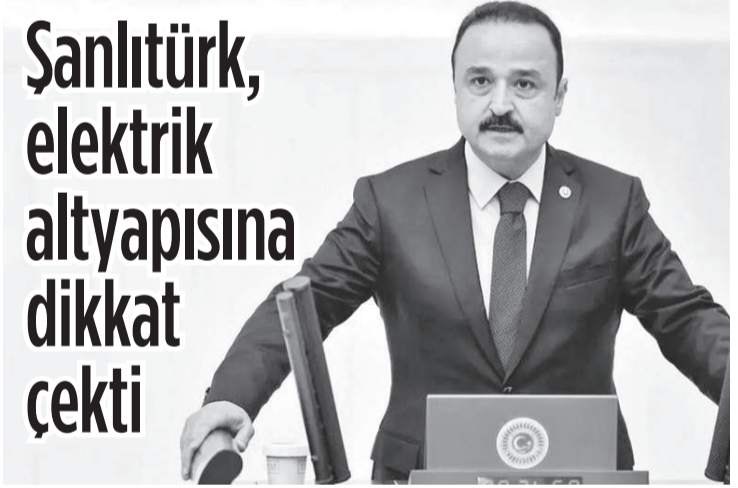 Şanlıtürk,
elektrik
altyapısına
dikkat
çekti